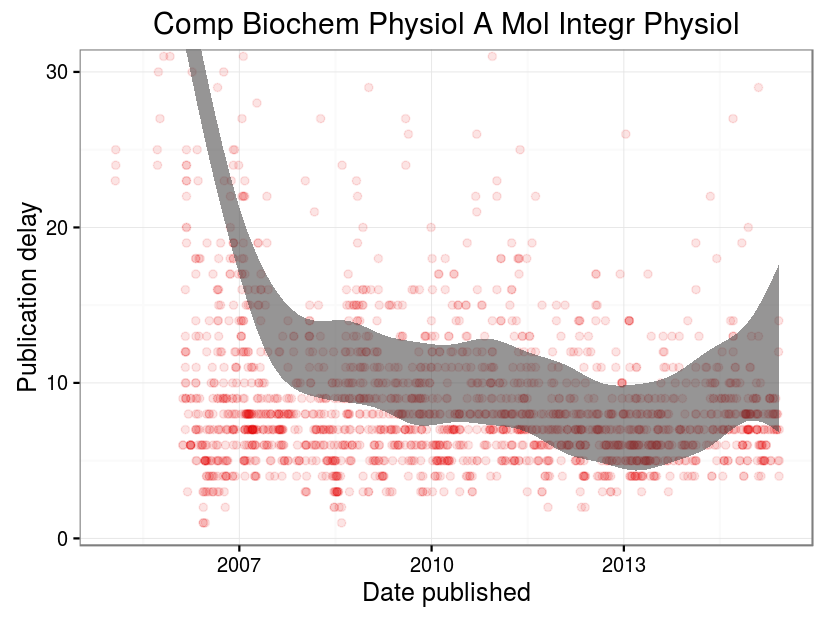 Comp Biochem Physiol A Mol Integr Physiol
Publication delay
30
20
10
0
2007
2010
2013
Date published